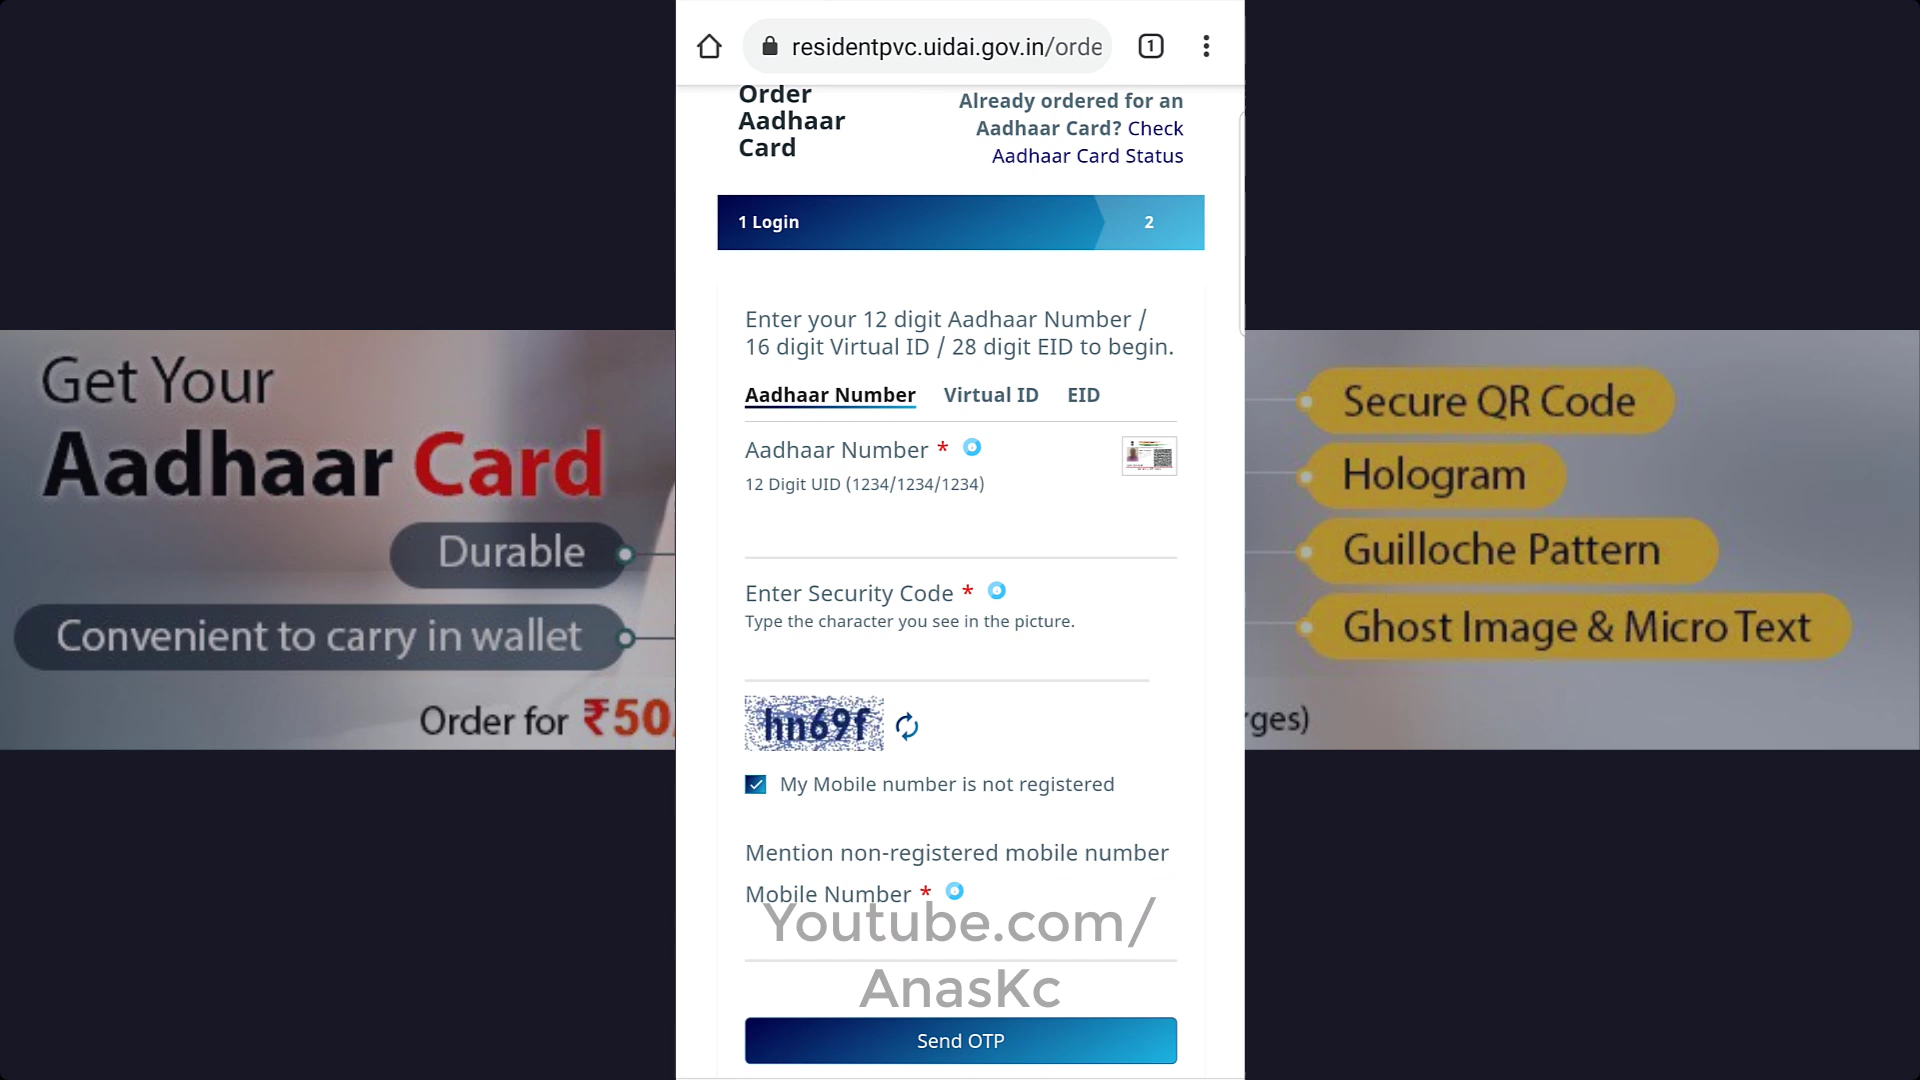 residentpvc.uidai.gov.in/orde
1
Order
Aadhaar
Card
Already ordered for an
Aadhaar Card? Check
Aadhaar Card Status
1 Login
2
Enter your 12 digit Aadhaar Number /
16 digit Virtual ID / 28 digit EID to begin.
Aadhaar Number Virtual ID EID
Aadhaar Number *
12 Digit UID (1234/1234/1234)
Enter Security Code *
Type the character you see in the picture.
hn69f
My Mobile number is not registered
Mention non-registered mobile number
Mobile Number *
Youtube.com/
AnasKc
Send OTP
Get Your
Aadhaar Card
Durable
Convenient to carry in wallet
Order for ₹50
Secure QR Code
Hologram
Guilloche Pattern
Ghost Image & Micro Text
rges)